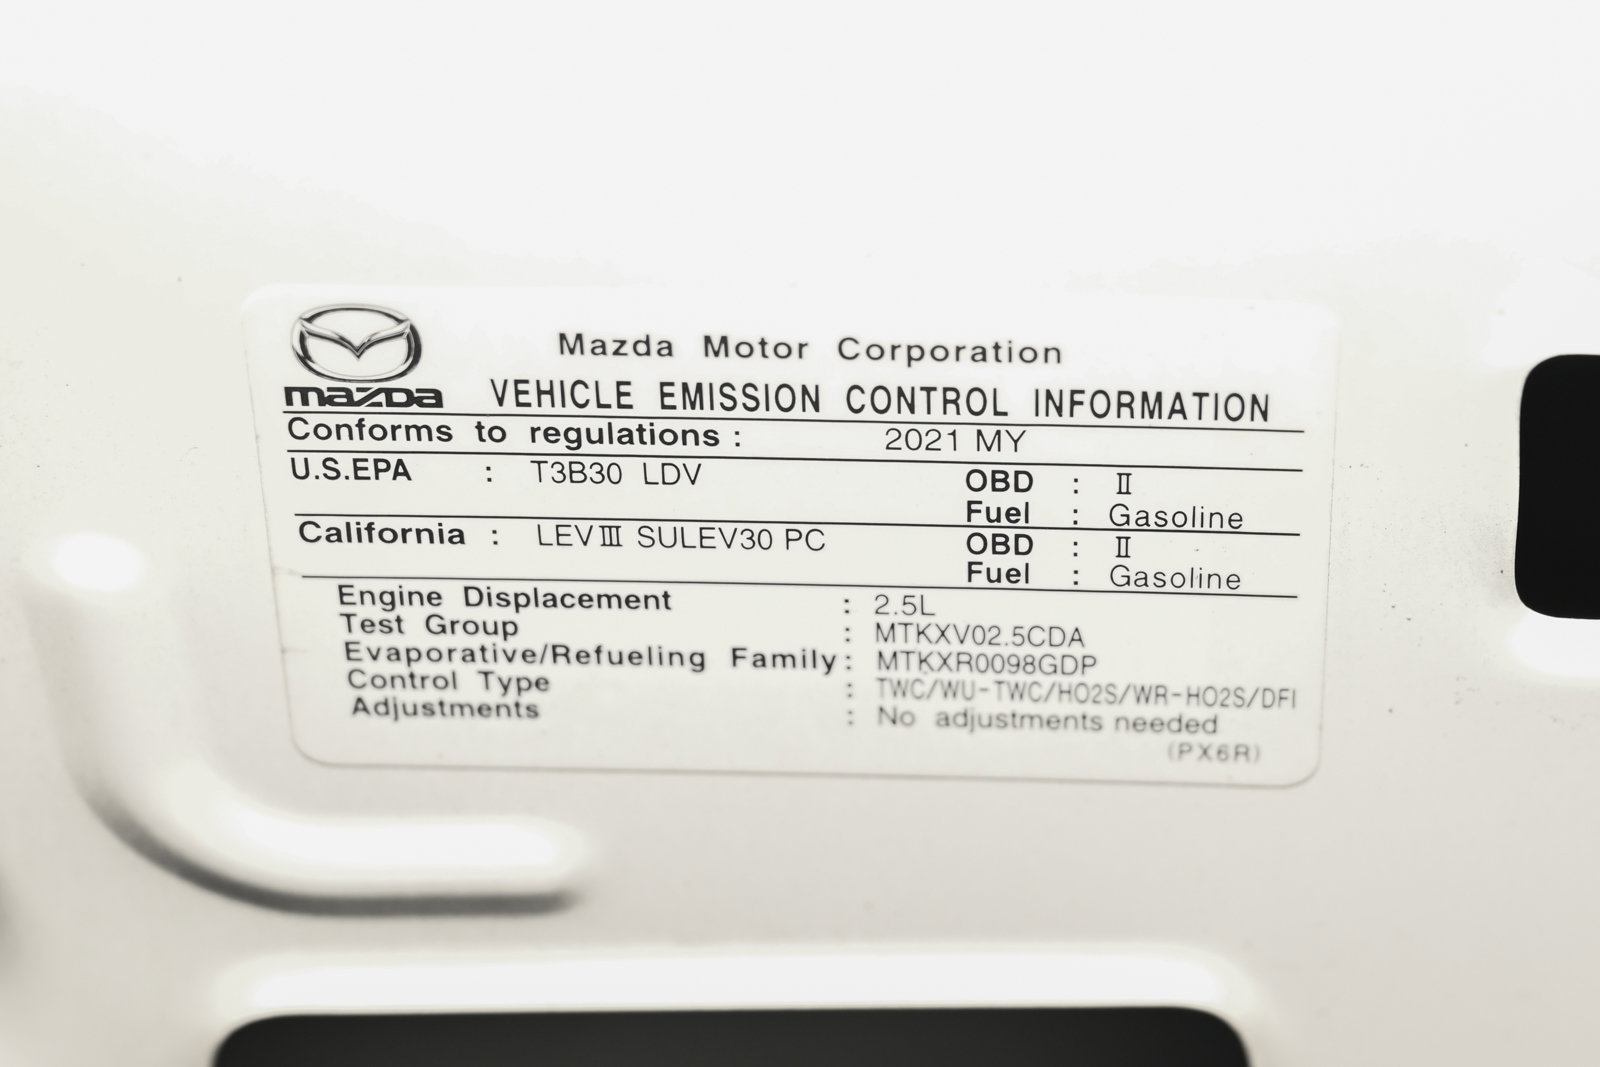 mazda
Mazda Motor Corporation
VEHICLE EMISSION CONTROL INFORMATION
Conforms to regulations : 2021 MY
U.S.EPA : T3B30 LDV OBD : II
Fuel : Gasoline
California : LEV III SULEV30 PC OBD : II
Fuel : Gasoline
Engine Displacement : 2.5L
Test Group : MTKXV02.5CDA
Evaporative/Refueling Family : MTKXR0098GDP
Control Type : TWC/WU-TWC/HO2S/WR-HO2S/DFI
Adjustments : No adjustments needed
(PX6R)